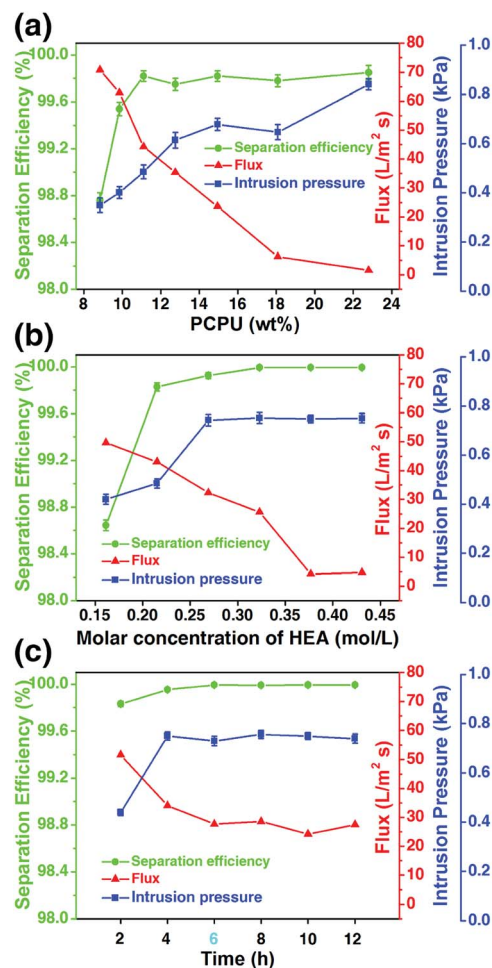 (a)
100.0
99.6
99.2
98.8
98.4
98.0
Separation Efficiency (%)
80
70
60
50
40
30
20
10
0
Flux (L/m² s)
1.0
0.8
0.6
0.4
0.2
0.0
Intrusion Pressure (kPa)
Separation efficiency
Flux
Intrusion pressure
8 10 12 14 16 18 20 22 24
PCPU (wt%)
(b)
100.0
99.6
99.2
98.8
98.4
98.0
Separation Efficiency (%)
80
70
60
50
40
30
20
10
0
Flux (L/m² s)
1.0
0.8
0.6
0.4
0.2
0.0
Intrusion Pressure (kPa)
Separation efficiency
Flux
Intrusion pressure
0.15 0.20 0.25 0.30 0.35 0.40 0.45
Molar concentration of HEA (mol/L)
(c)
100.0
99.6
99.2
98.8
98.4
98.0
Separation Efficiency (%)
80
70
60
50
40
30
20
10
0
Flux (L/m² s)
1.0
0.8
0.6
0.4
0.2
0.0
Intrusion Pressure (kPa)
Separation efficiency
Flux
Intrusion pressure
2 4 6 8 10 12
Time (h)